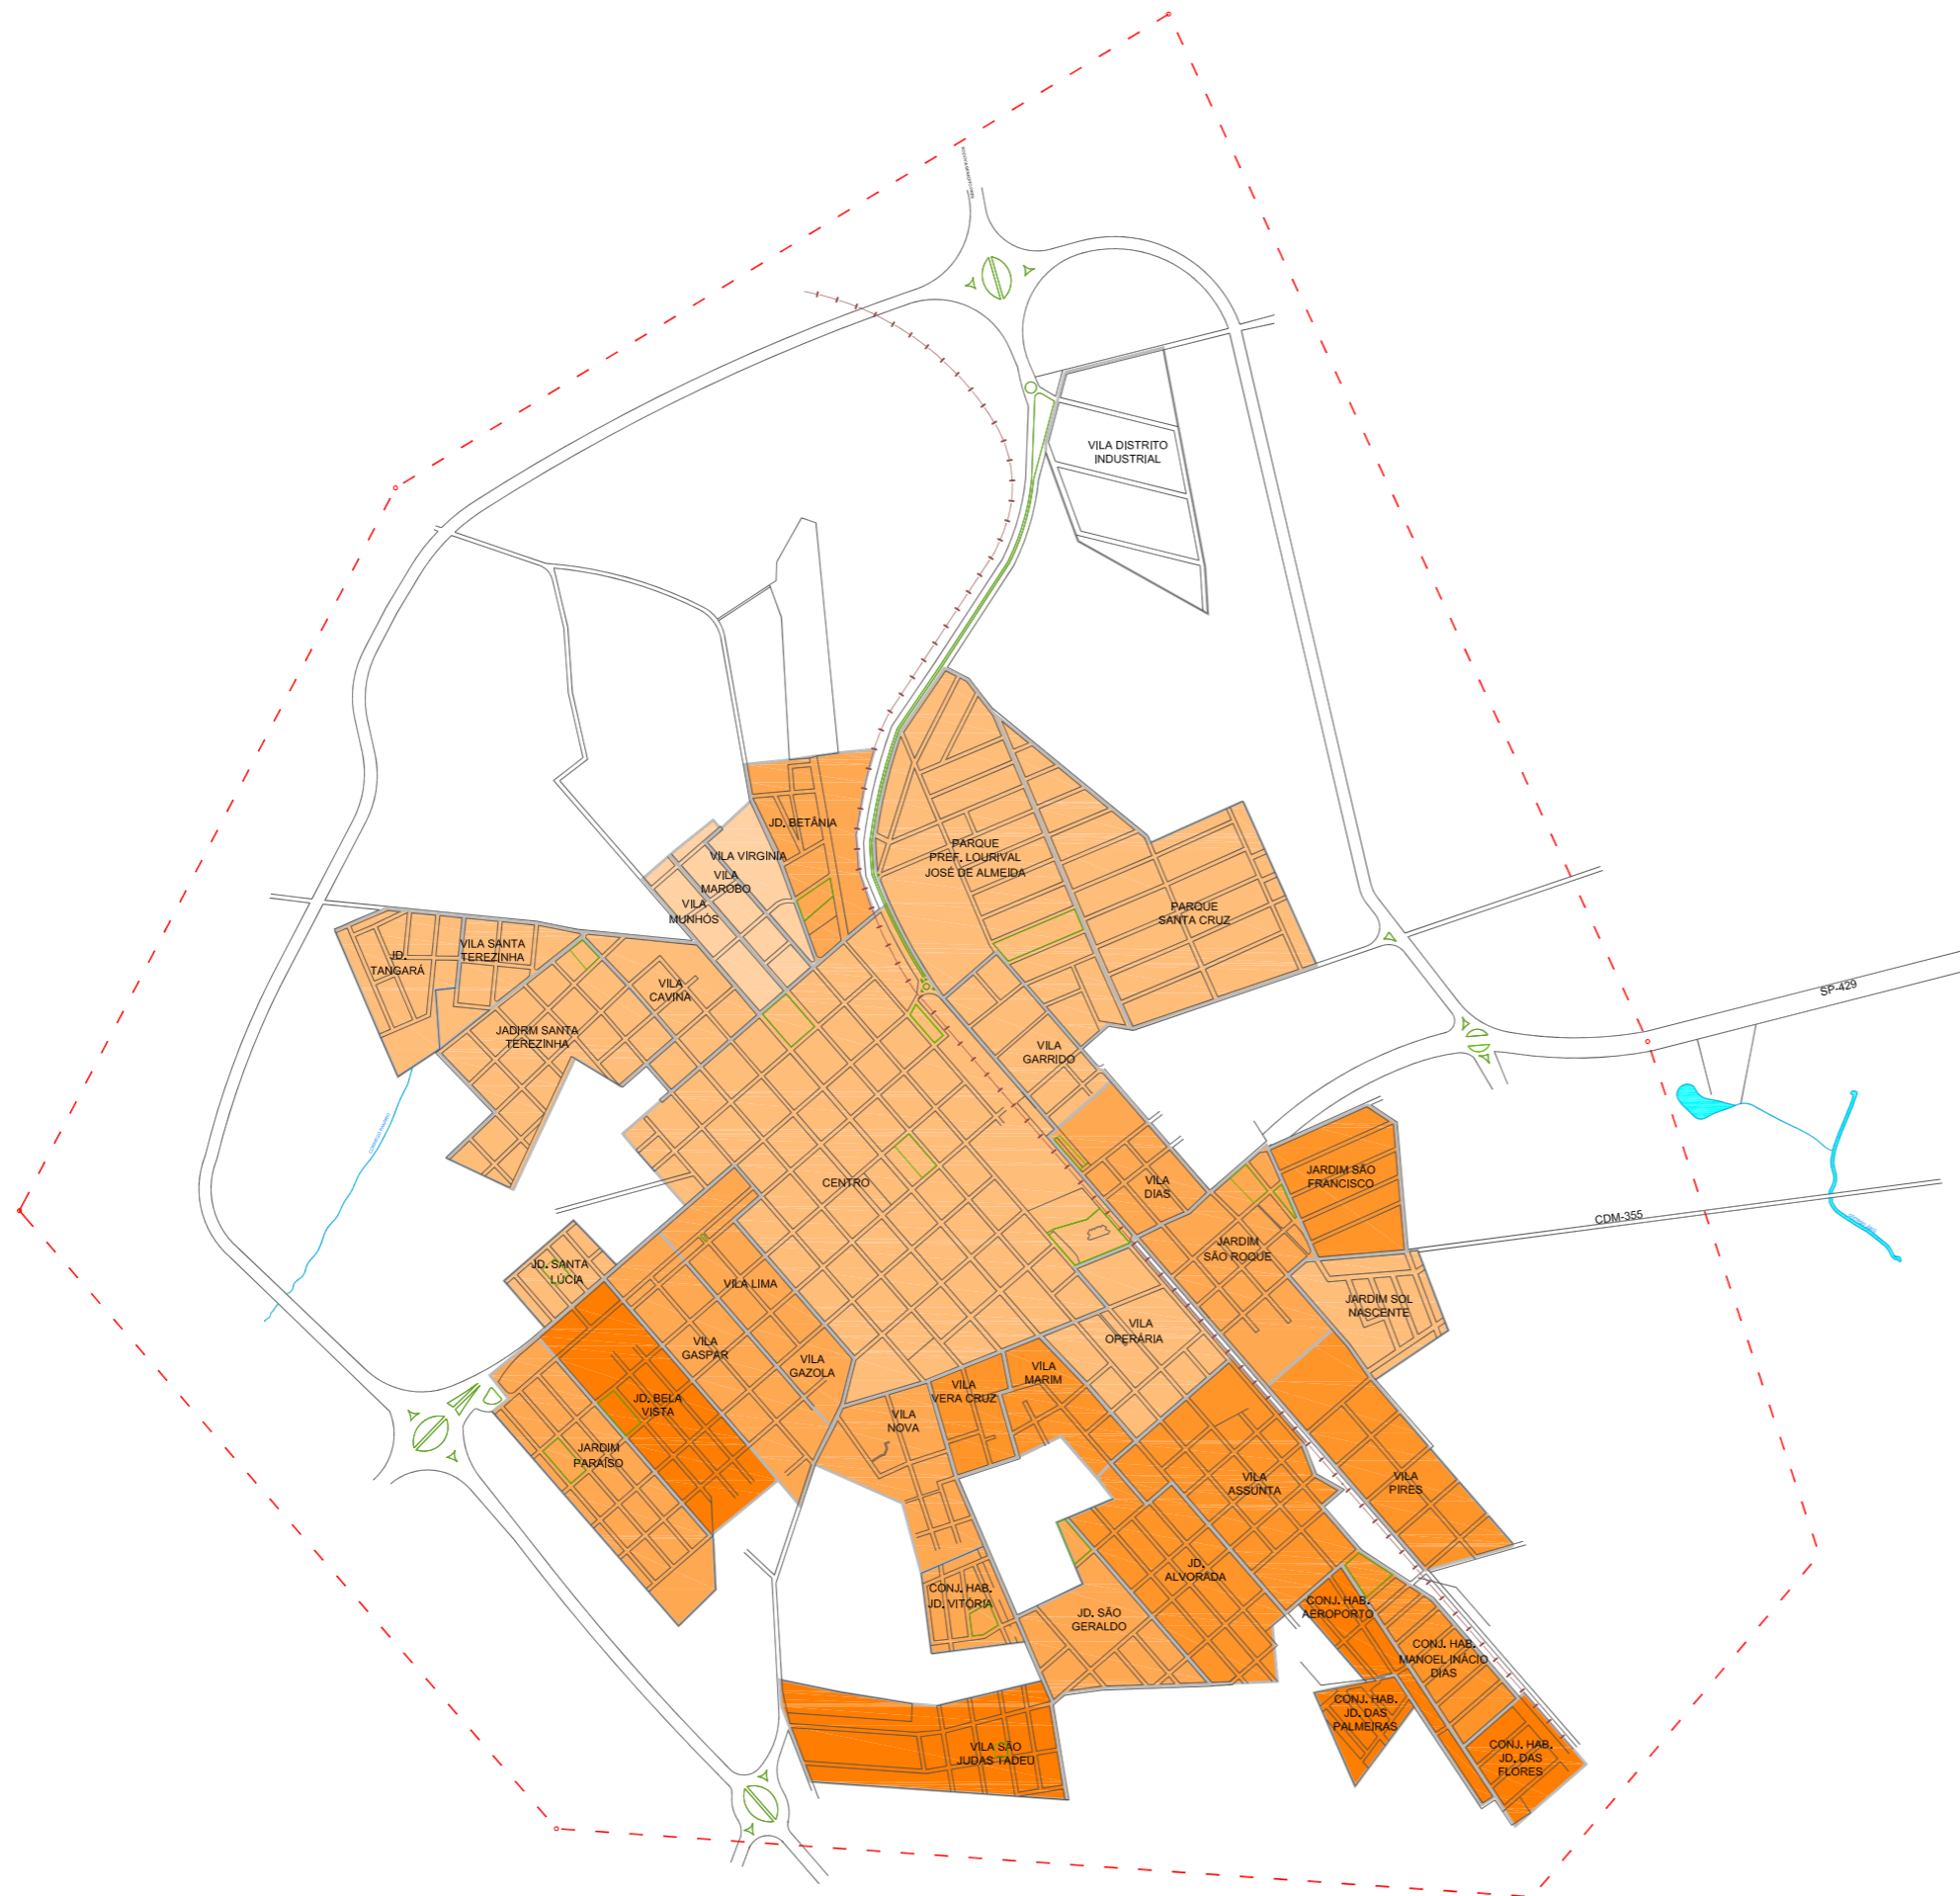 VILA DISTRITO
INDUSTRIAL
JD. BETÂNIA
PARQUE
PREF. LOURIVAL
JOSÉ DE ALMEIDA
VILA VIRGINIA
VILA
MAROBO
VILA
MUNHÓS
PARQUE
SANTA CRUZ
JD.
TANGARÁ
VILA SANTA
TEREZINHA
VILA
CAVINA
JADIRM SANTA
TEREZINHA
SP-429
VILA
GARRIDO
CENTRO
VILA
DIAS
JARDIM SÃO
FRANCISCO
CDM-355
JARDIM
SÃO ROQUE
JD. SANTA
LÚCIA
VILA LIMA
JARDIM SOL
NASCENTE
VILA
OPERÁRIA
VILA
GASPAR
VILA
GAZOLA
VILA
MARIM
VILA
VERA CRUZ
JD. BELA
VISTA
VILA
NOVA
JARDIM
PARAÍSO
VILA
ASSUNTA
VILA
PIRES
JD.
ALVORADA
CONJ. HAB.
JD. VITÓRIA
CONJ. HAB.
AEROPORTO
JD. SÃO
GERALDO
CONJ. HAB.
MANOEL INÁCIO
DIAS
CONJ. HAB.
JD. DAS
PALMEIRAS
VILA SÃO
JUDAS TADEU
CONJ. HAB.
JD. DAS
FLORES